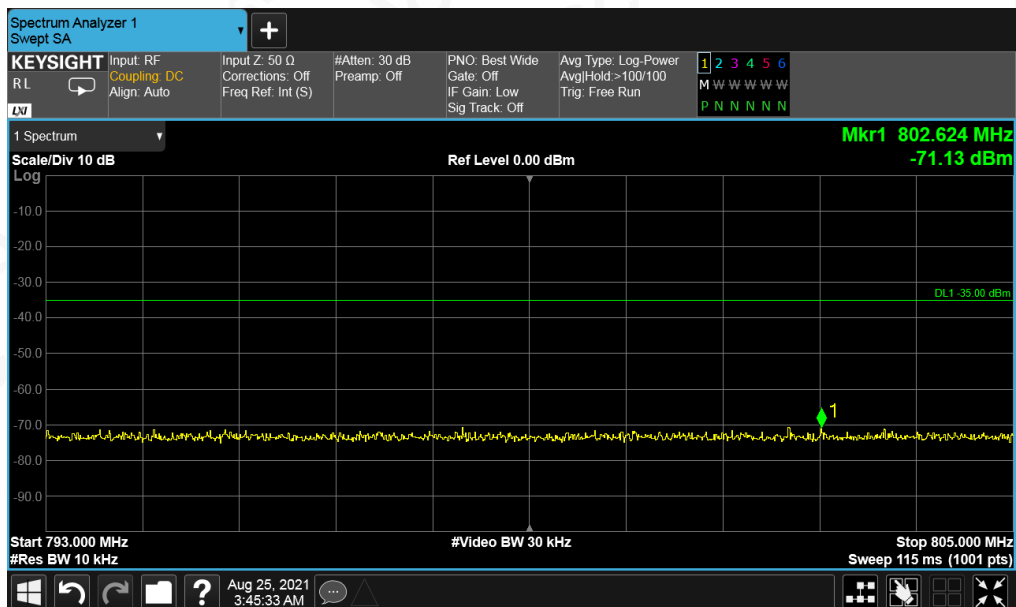 Spectrum Analyzer 1
Swept SA
+
KEYSIGHT
RL
LXI
Input: RF
Coupling: DC
Align: Auto
Input Z: 50 Ω
Corrections: Off
Freq Ref: Int (S)
#Atten: 30 dB
Preamp: Off
PNO: Best Wide
Gate: Off
IF Gain: Low
Sig Track: Off
Avg Type: Log-Power
Avg|Hold:>100/100
Trig: Free Run
1 2 3 4 5 6
M W W W W W
P N N N N N
1 Spectrum
Mkr1 802.624 MHz
Scale/Div 10 dB
Ref Level 0.00 dBm
-71.13 dBm
Log
-10.0
-20.0
-30.0
DL1 -35.00 dBm
-40.0
-50.0
-60.0
1
-70.0
-80.0
-90.0
Start 793.000 MHz
#Video BW 30 kHz
Stop 805.000 MHz
#Res BW 10 kHz
Sweep 115 ms (1001 pts)
?
Aug 25, 2021
3:45:33 AM